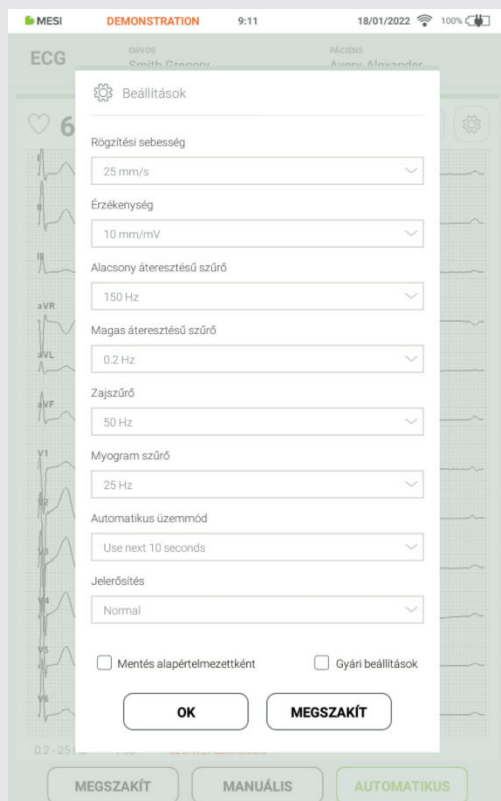 MESI DEMONSTRATION 9:11 18/01/2022 100%
ECG ORVOS PÁCIENS
Smith Gregory Avery Alexander
Beállítások
6
Rögzítési sebesség
I
25 mm/s
II
Érzékenység
10 mm/mV
III
Alacsony áteresztésű szűrő
150 Hz
aVR
Magas áteresztésű szűrő
aVL
0.2 Hz
Zajszűrő
aVF
50 Hz
V1
Myogram szűrő
25 Hz
V2
Automatikus üzemmód
V3
Use next 10 seconds
Jelerősítés
V4
Normal
V5
Mentés alapértelmezettként Gyári beállítások
V6
OK MEGSZAKÍT
MEGSZAKÍT MANUÁLIS AUTOMATIKUS